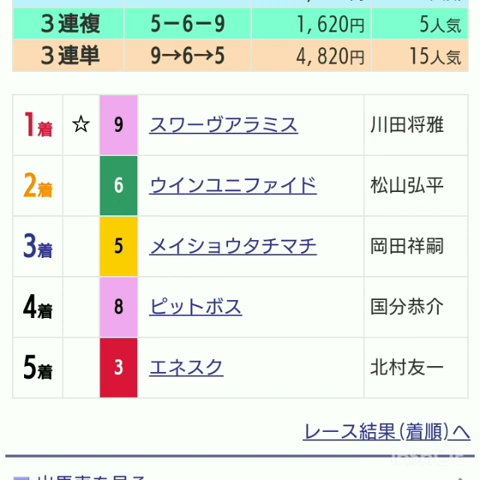 ３連複 5－6－9 1,620円 5人気
３連単 9→6→5 4,820円 15人気
1着 ☆ 9 スワーヴアラミス 川田将雅
2着 6 ウインユニファイド 松山弘平
3着 5 メイショウタチマチ 岡田祥嗣
4着 8 ピットボス 国分恭介
5着 3 エネスク 北村友一
レース結果(着順)へ